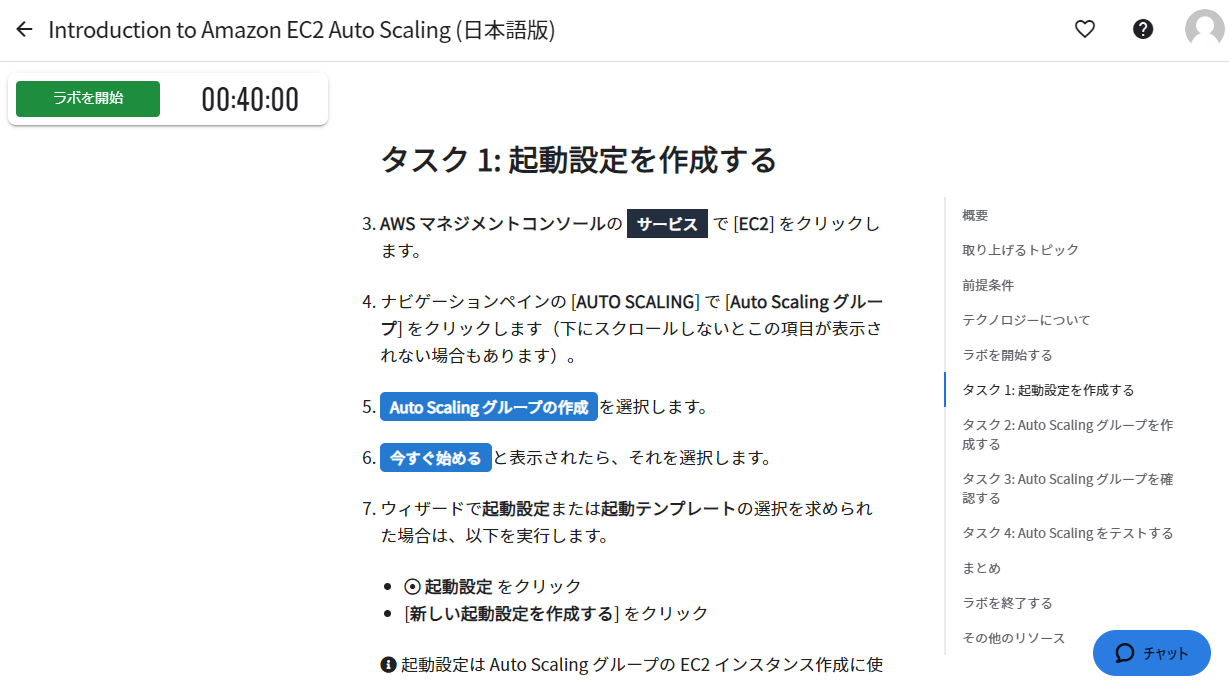 Introduction to Amazon EC2 Auto Scaling (日本語版)
ラボを開始
00:40:00
タスク 1: 起動設定を作成する
3. AWS マネジメントコンソールの サービス で [EC2] をクリックし
ます。
4. ナビゲーションペインの [AUTO SCALING] で [Auto Scaling グルー
プ] をクリックします（下にスクロールしないとこの項目が表示さ
れない場合もあります）。
5. Auto Scaling グループの作成 を選択します。
6. 今すぐ始める と表示されたら、それを選択します。
7. ウィザードで起動設定または起動テンプレートの選択を求められ
た場合は、以下を実行します。
• 起動設定 をクリック
• [新しい起動設定を作成する] をクリック
起動設定は Auto Scaling グループの EC2 インスタンス作成に使
概要
取り上げるトピック
前提条件
テクノロジーについて
ラボを開始する
タスク 1: 起動設定を作成する
タスク 2: Auto Scaling グループを作
成する
タスク 3: Auto Scaling グループを確
認する
タスク 4: Auto Scaling をテストする
まとめ
ラボを終了する
その他のリソース
チャット